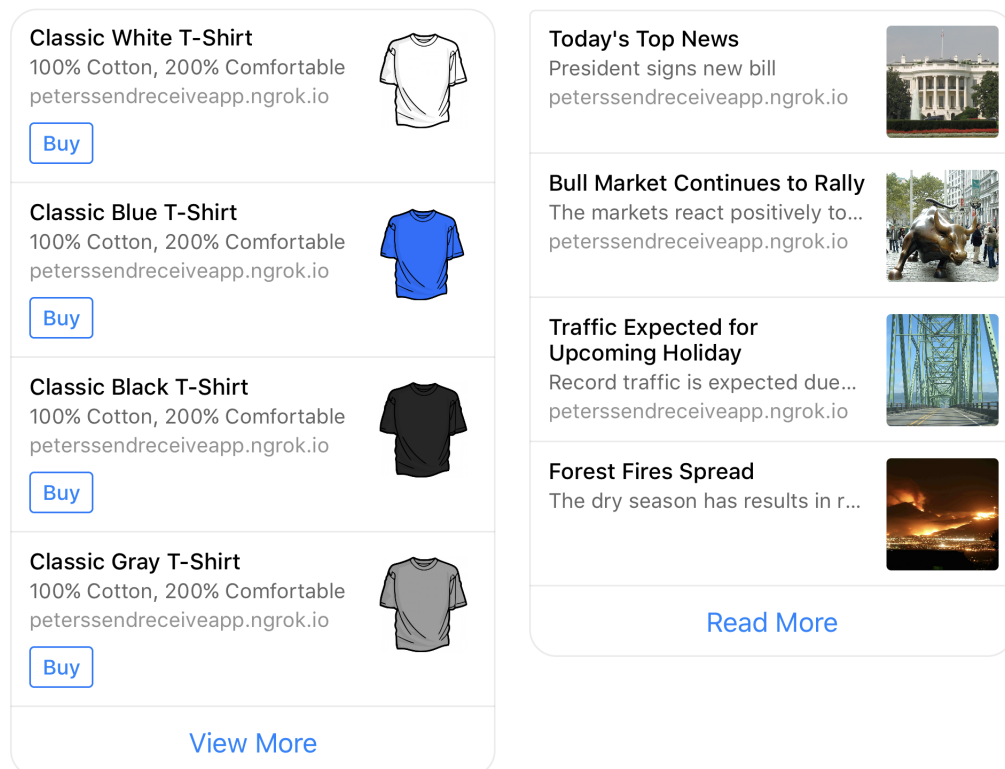 Classic White T-Shirt
100% Cotton, 200% Comfortable
peterssendreceiveapp.ngrok.io
Buy
Classic Blue T-Shirt
100% Cotton, 200% Comfortable
peterssendreceiveapp.ngrok.io
Buy
Classic Black T-Shirt
100% Cotton, 200% Comfortable
peterssendreceiveapp.ngrok.io
Buy
Classic Gray T-Shirt
100% Cotton, 200% Comfortable
peterssendreceiveapp.ngrok.io
Buy
View More
Today's Top News
President signs new bill
peterssendreceiveapp.ngrok.io
Bull Market Continues to Rally
The markets react positively to...
peterssendreceiveapp.ngrok.io
Traffic Expected for
Upcoming Holiday
Record traffic is expected due...
peterssendreceiveapp.ngrok.io
Forest Fires Spread
The dry season has results in r...
Read More